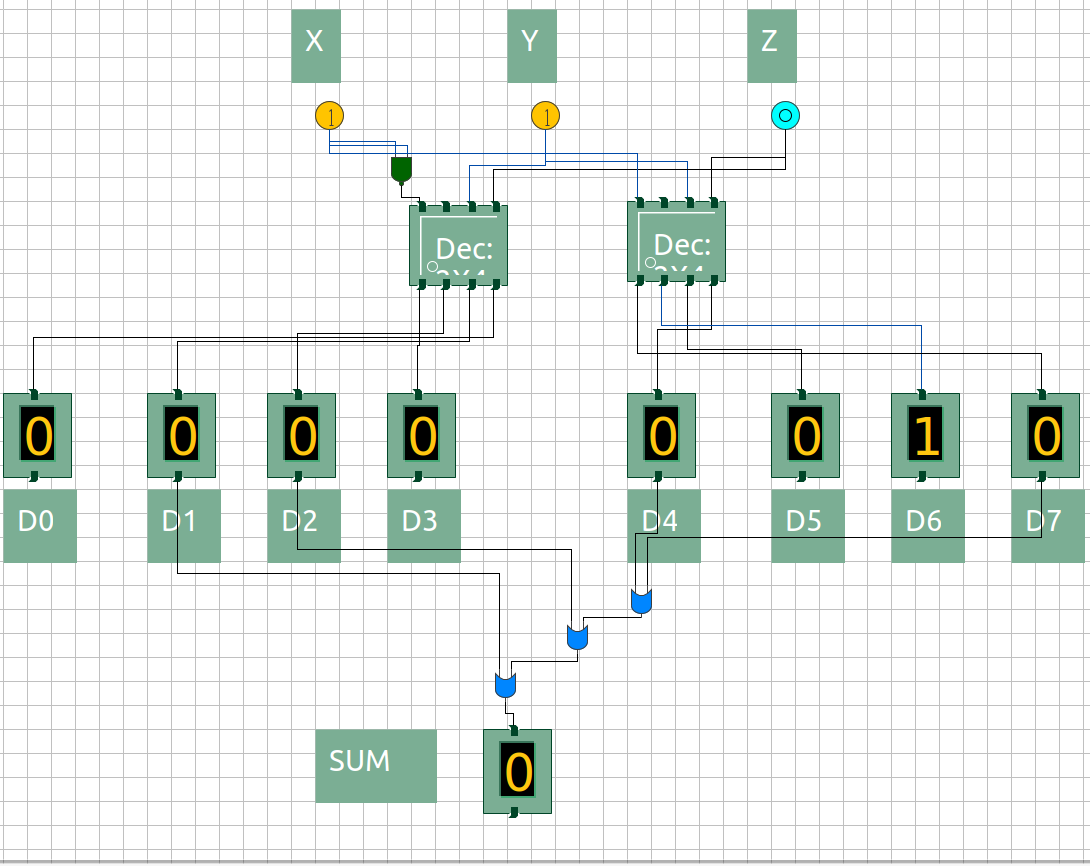 X Y Z
1 1 0
Dec: Dec:
0 0 0 0 0 0 1 0
D0 D1 D2 D3 D4 D5 D6 D7
SUM 0